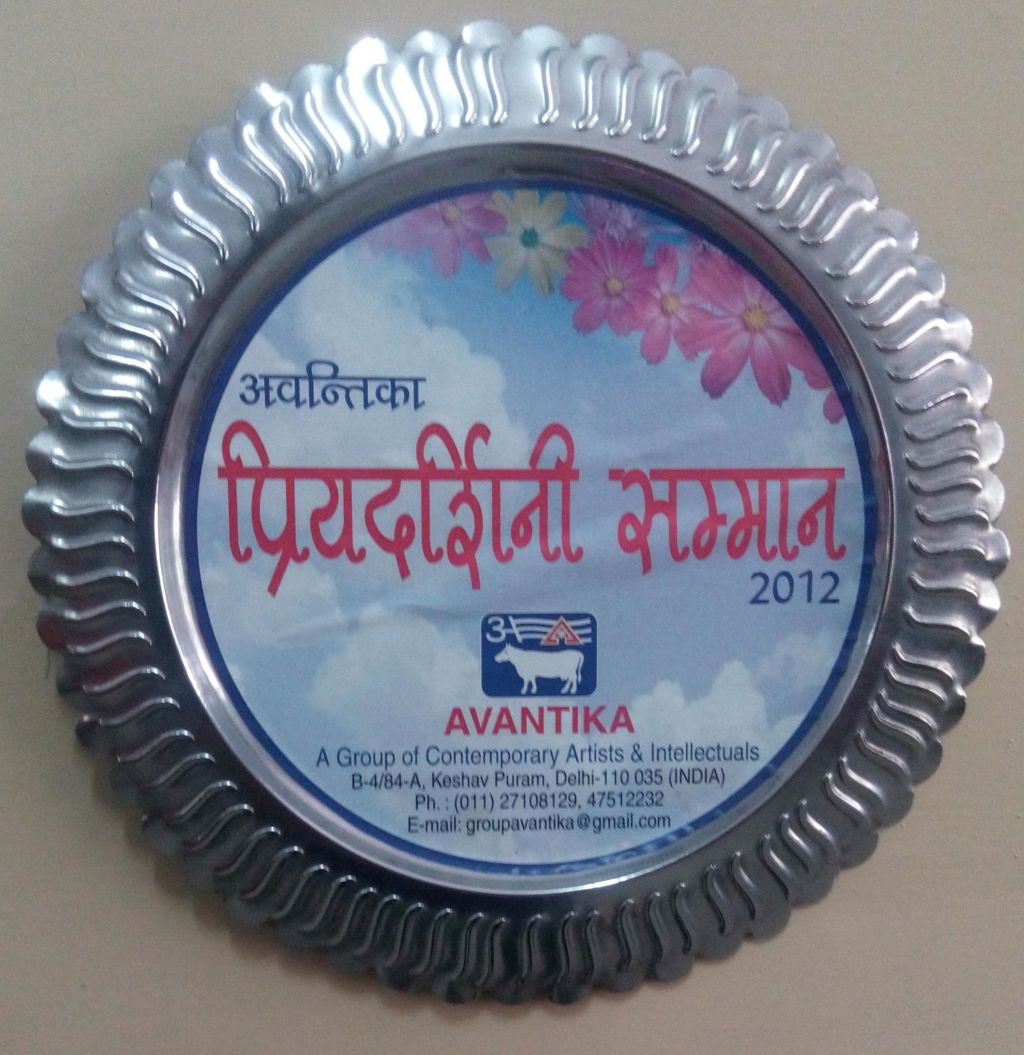 अवन्तिका
प्रियदर्शिनी सम्मान
2012
AVANTIKA
A Group of Contemporary Artists & Intellectuals
B-4/84-A, Keshav Puram, Delhi-110 035 (INDIA)
Ph. : (011) 27108129, 47512232
E-mail: groupavantika@gmail.com